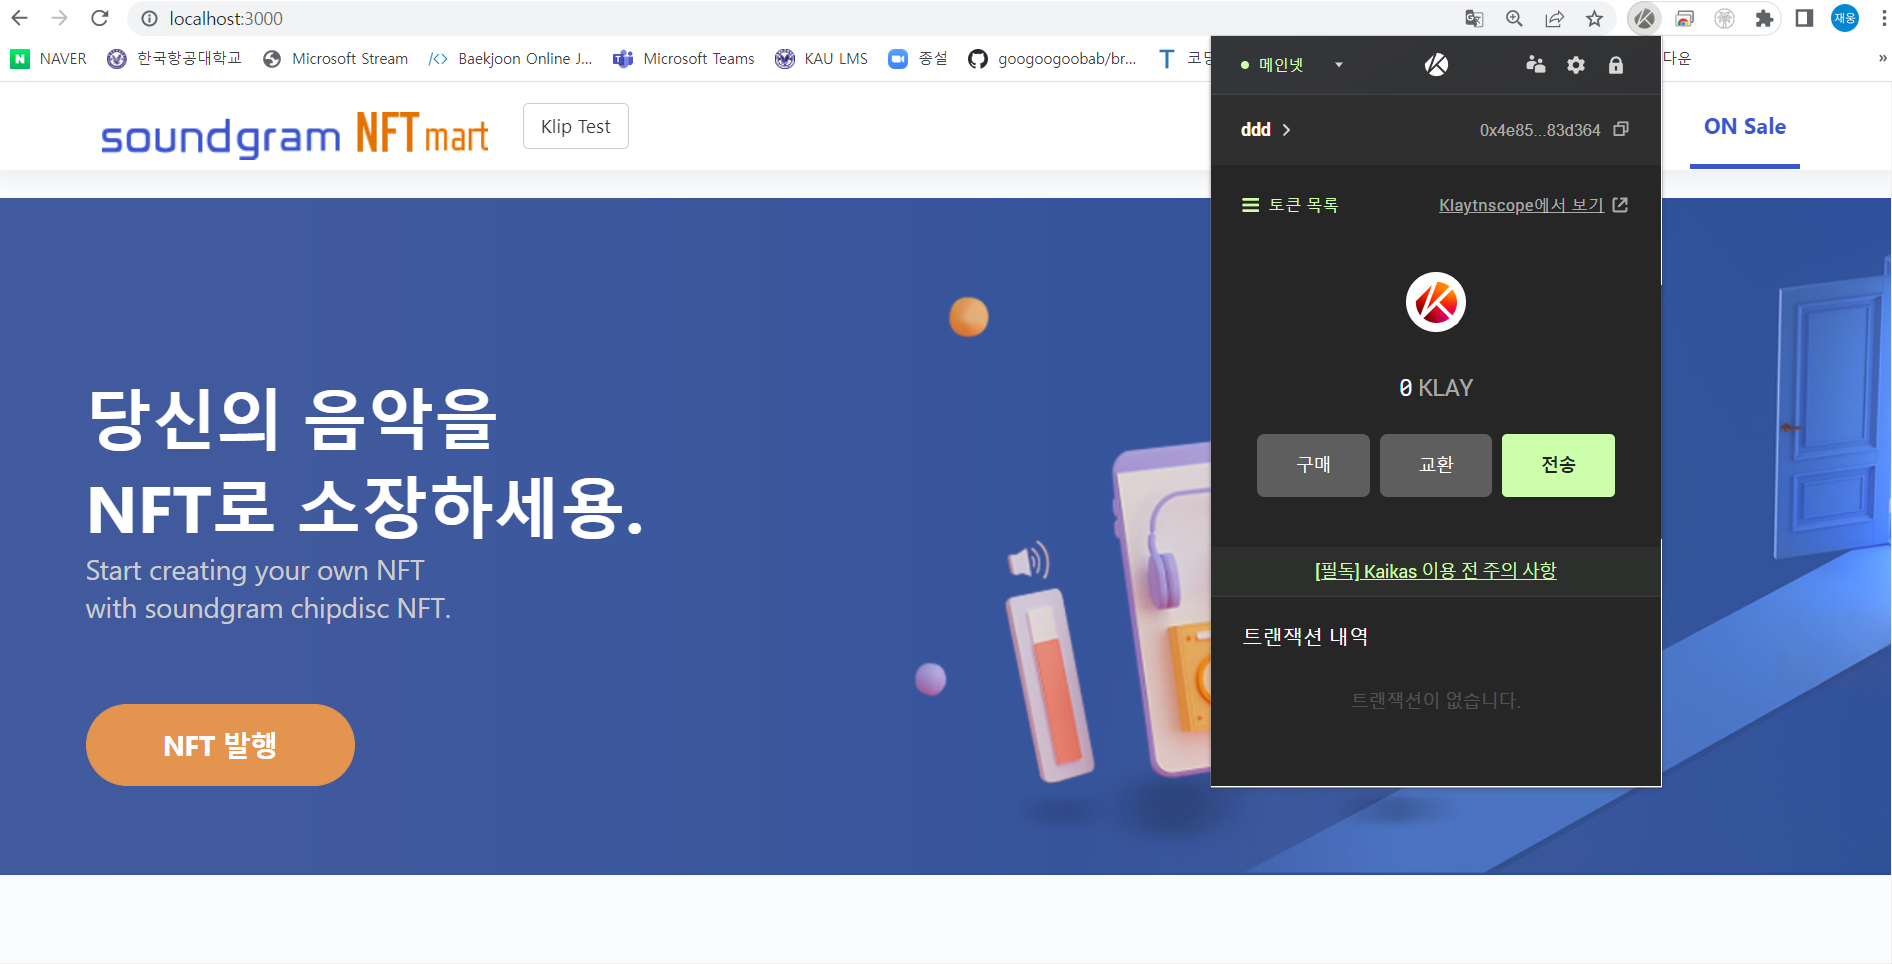 localhost:3000
재웅
NAVER
한국항공대학교
Microsoft Stream
Baekjoon Online J...
Microsoft Teams
KAU LMS
종설
googoogoobab/br...
다운
»
soundgram NFT mart
Klip Test
ON Sale
메인넷
ddd
0x4e85...83d364
토큰 목록
Klaytnscope에서 보기
0 KLAY
구매
교환
전송
[필독] Kaikas 이용 전 주의 사항
트랜잭션 내역
트랜잭션이 없습니다.
당신의 음악을
NFT로 소장하세용.
Start creating your own NFT
with soundgram chipdisc NFT.
NFT 발행